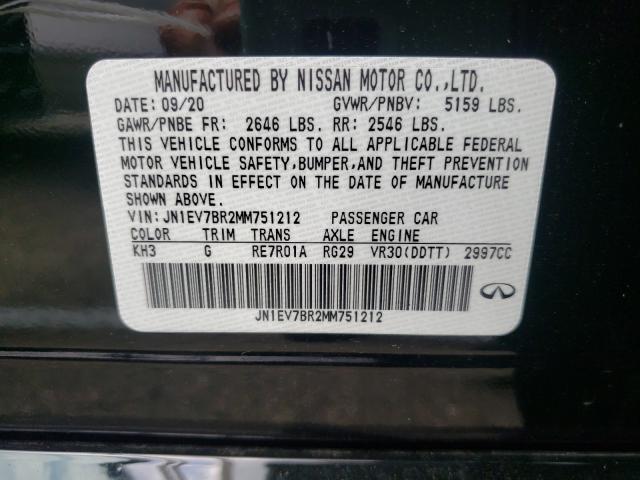 MANUFACTURED BY NISSAN MOTOR CO.,LTD.
DATE: 09/20 GVWR/PNBV: 5159 LBS.
GAWR/PNBE FR: 2646 LBS. RR: 2546 LBS.
THIS VEHICLE CONFORMS TO ALL APPLICABLE FEDERAL
MOTOR VEHICLE SAFETY,BUMPER,AND THEFT PREVENTION
STANDARDS IN EFFECT ON THE DATE OF MANUFACTURE
SHOWN ABOVE.
VIN: JN1EV7BR2MM751212 PASSENGER CAR
COLOR TRIM TRANS AXLE ENGINE
KH3 G RE7R01A RG29 VR30(DDTT) 2997CC
JN1EV7BR2MM751212